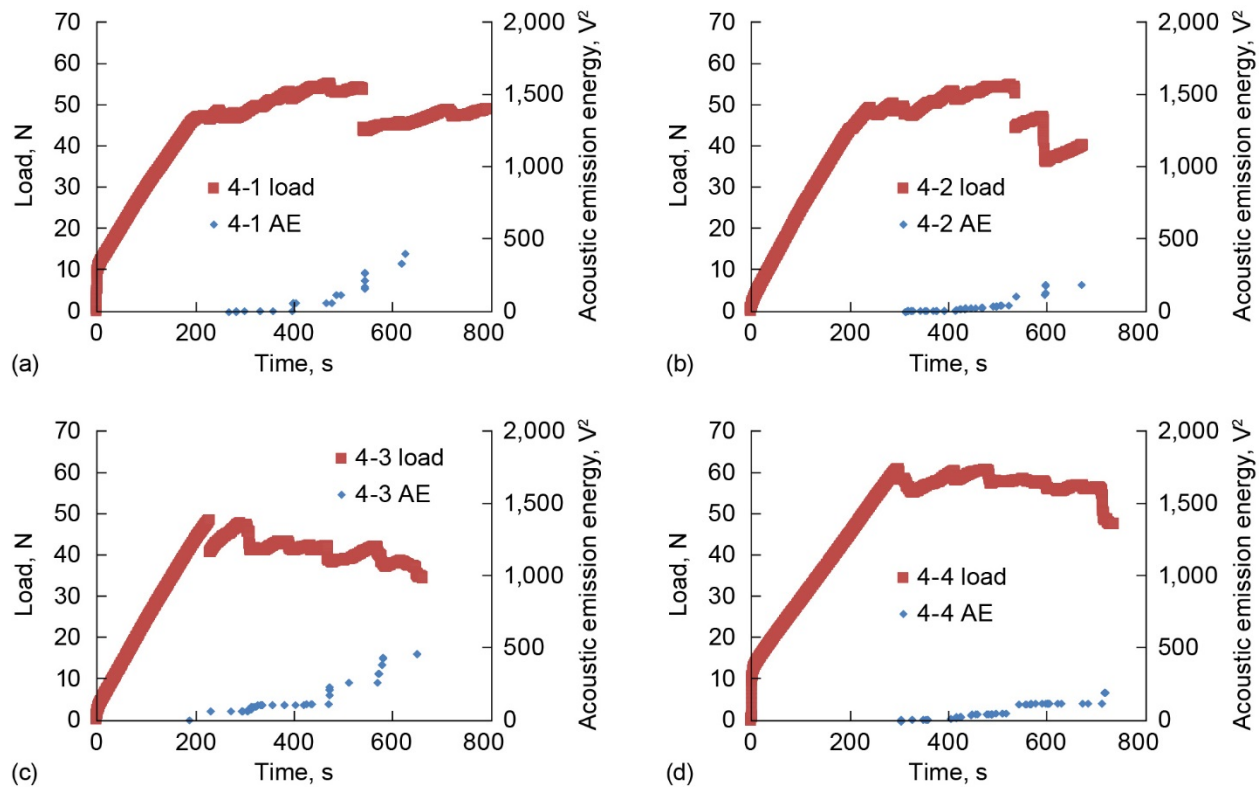 70
60
50
40
30
20
10
0
Load, N
2,000
1,500
1,000
500
0
Acoustic emission energy, V²
4-1 load
4-1 AE
0 200 400 600 800
Time, s
(a)
70
60
50
40
30
20
10
0
Load, N
2,000
1,500
1,000
500
0
Acoustic emission energy, V²
4-2 load
4-2 AE
0 200 400 600 800
Time, s
(b)
70
60
50
40
30
20
10
0
Load, N
2,000
1,500
1,000
500
0
Acoustic emission energy, V²
4-3 load
4-3 AE
0 200 400 600 800
Time, s
(c)
70
60
50
40
30
20
10
0
Load, N
2,000
1,500
1,000
500
0
Acoustic emission energy, V²
4-4 load
4-4 AE
0 200 400 600 800
Time, s
(d)